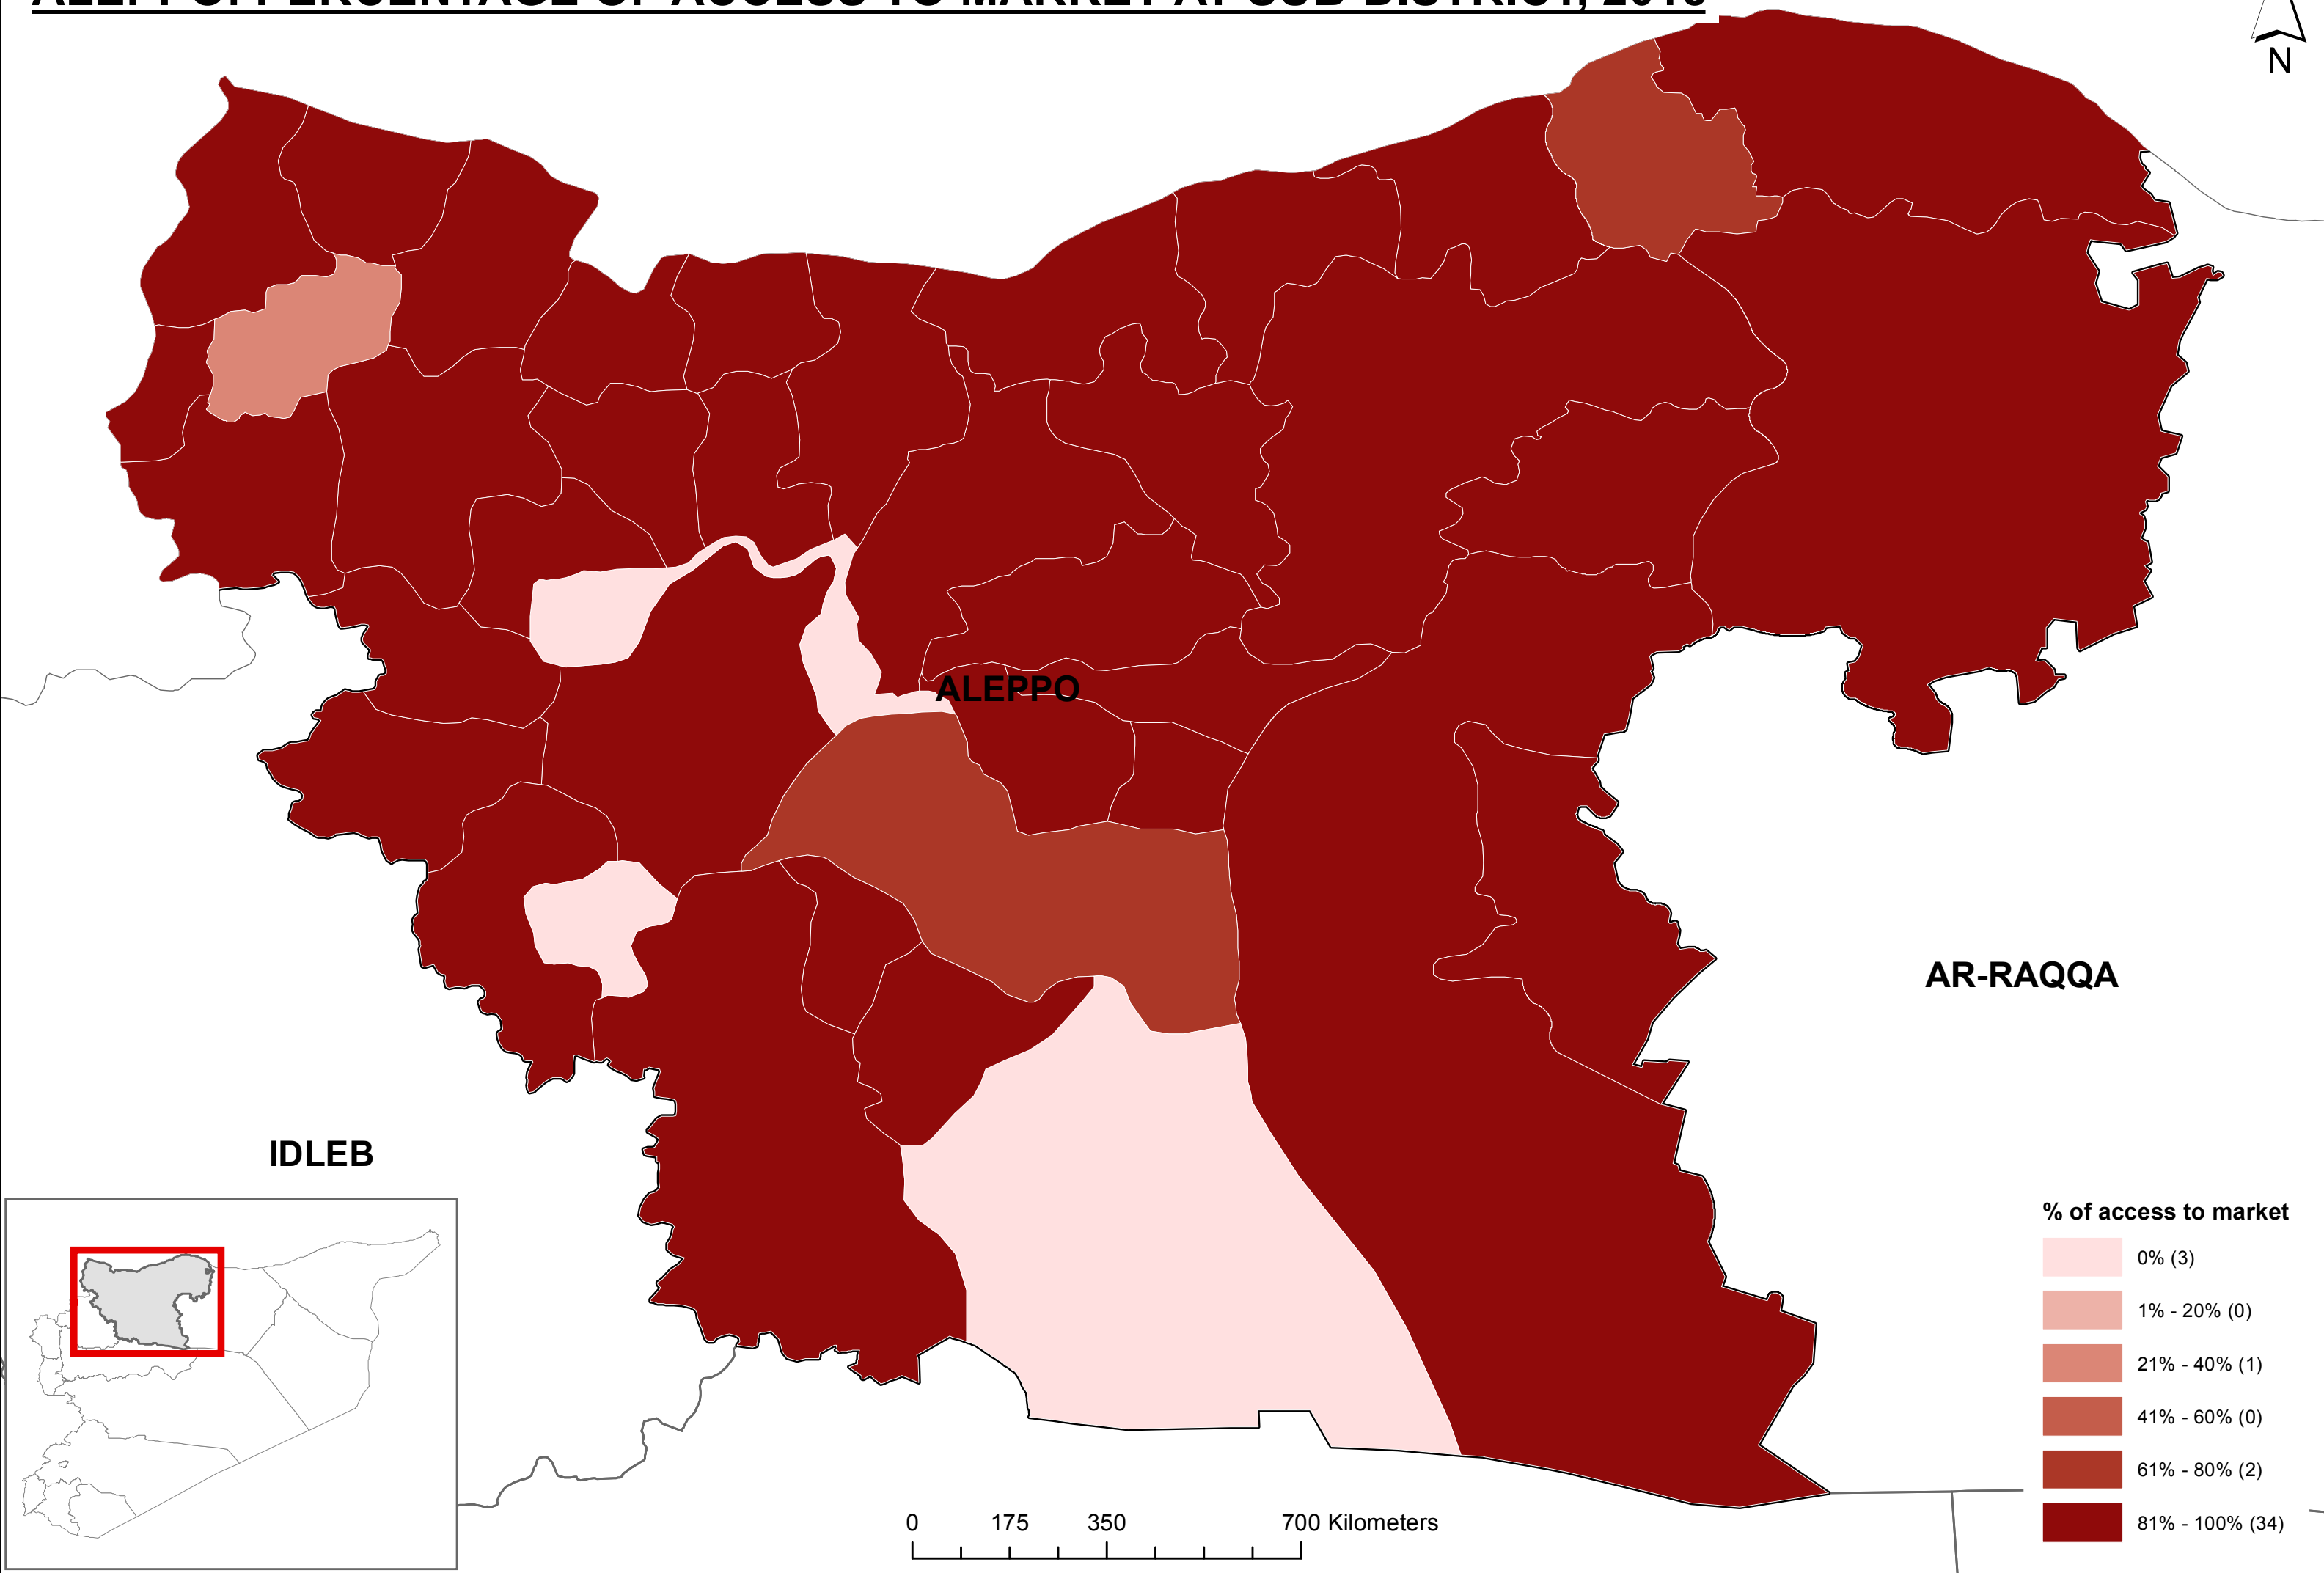 N
ALEPPO
AR-RAQQA
IDLEB
% of access to market
0% (3)
1% - 20% (0)
21% - 40% (1)
41% - 60% (0)
61% - 80% (2)
81% - 100% (34)
0 175 350 700 Kilometers